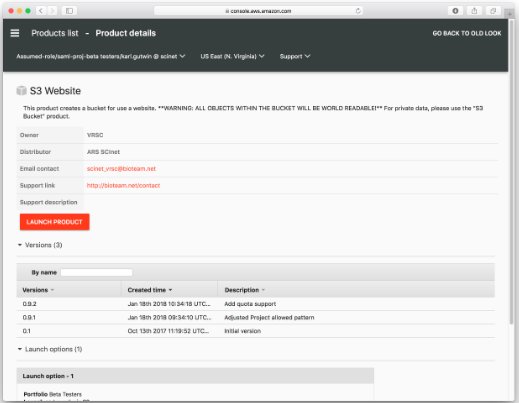 console.aws.amazon.com
Products list - Product details
GO BACK TO OLD LOOK
Assumed-role/sami-proj-beta testers/kari.gutwin @ scinet
US East (N. Virginia)
Support
S3 Website
This product creates a bucket for use a website. **WARNING: ALL OBJECTS WITHIN THE BUCKET WILL BE WORLD READABLE!** For private data, please use the "S3
Bucket" product.
Owner VRSC
Distributor ARS SCInet
Email contact scinet_vrsc@bioteam.net
Support link http://bioteam.net/contact
Support description
LAUNCH PRODUCT
Versions (3)
By name
Versions Created time Description
0.9.2 Jan 18th 2018 10:34:18 UTC... Add quota support
0.9.1 Jan 18th 2018 09:34:10 UTC... Adjusted Project allowed pattern
0.1 Oct 13th 2017 11:19:52 UTC... Initial version
Launch options (1)
Launch option - 1
Portfolio Beta Testers